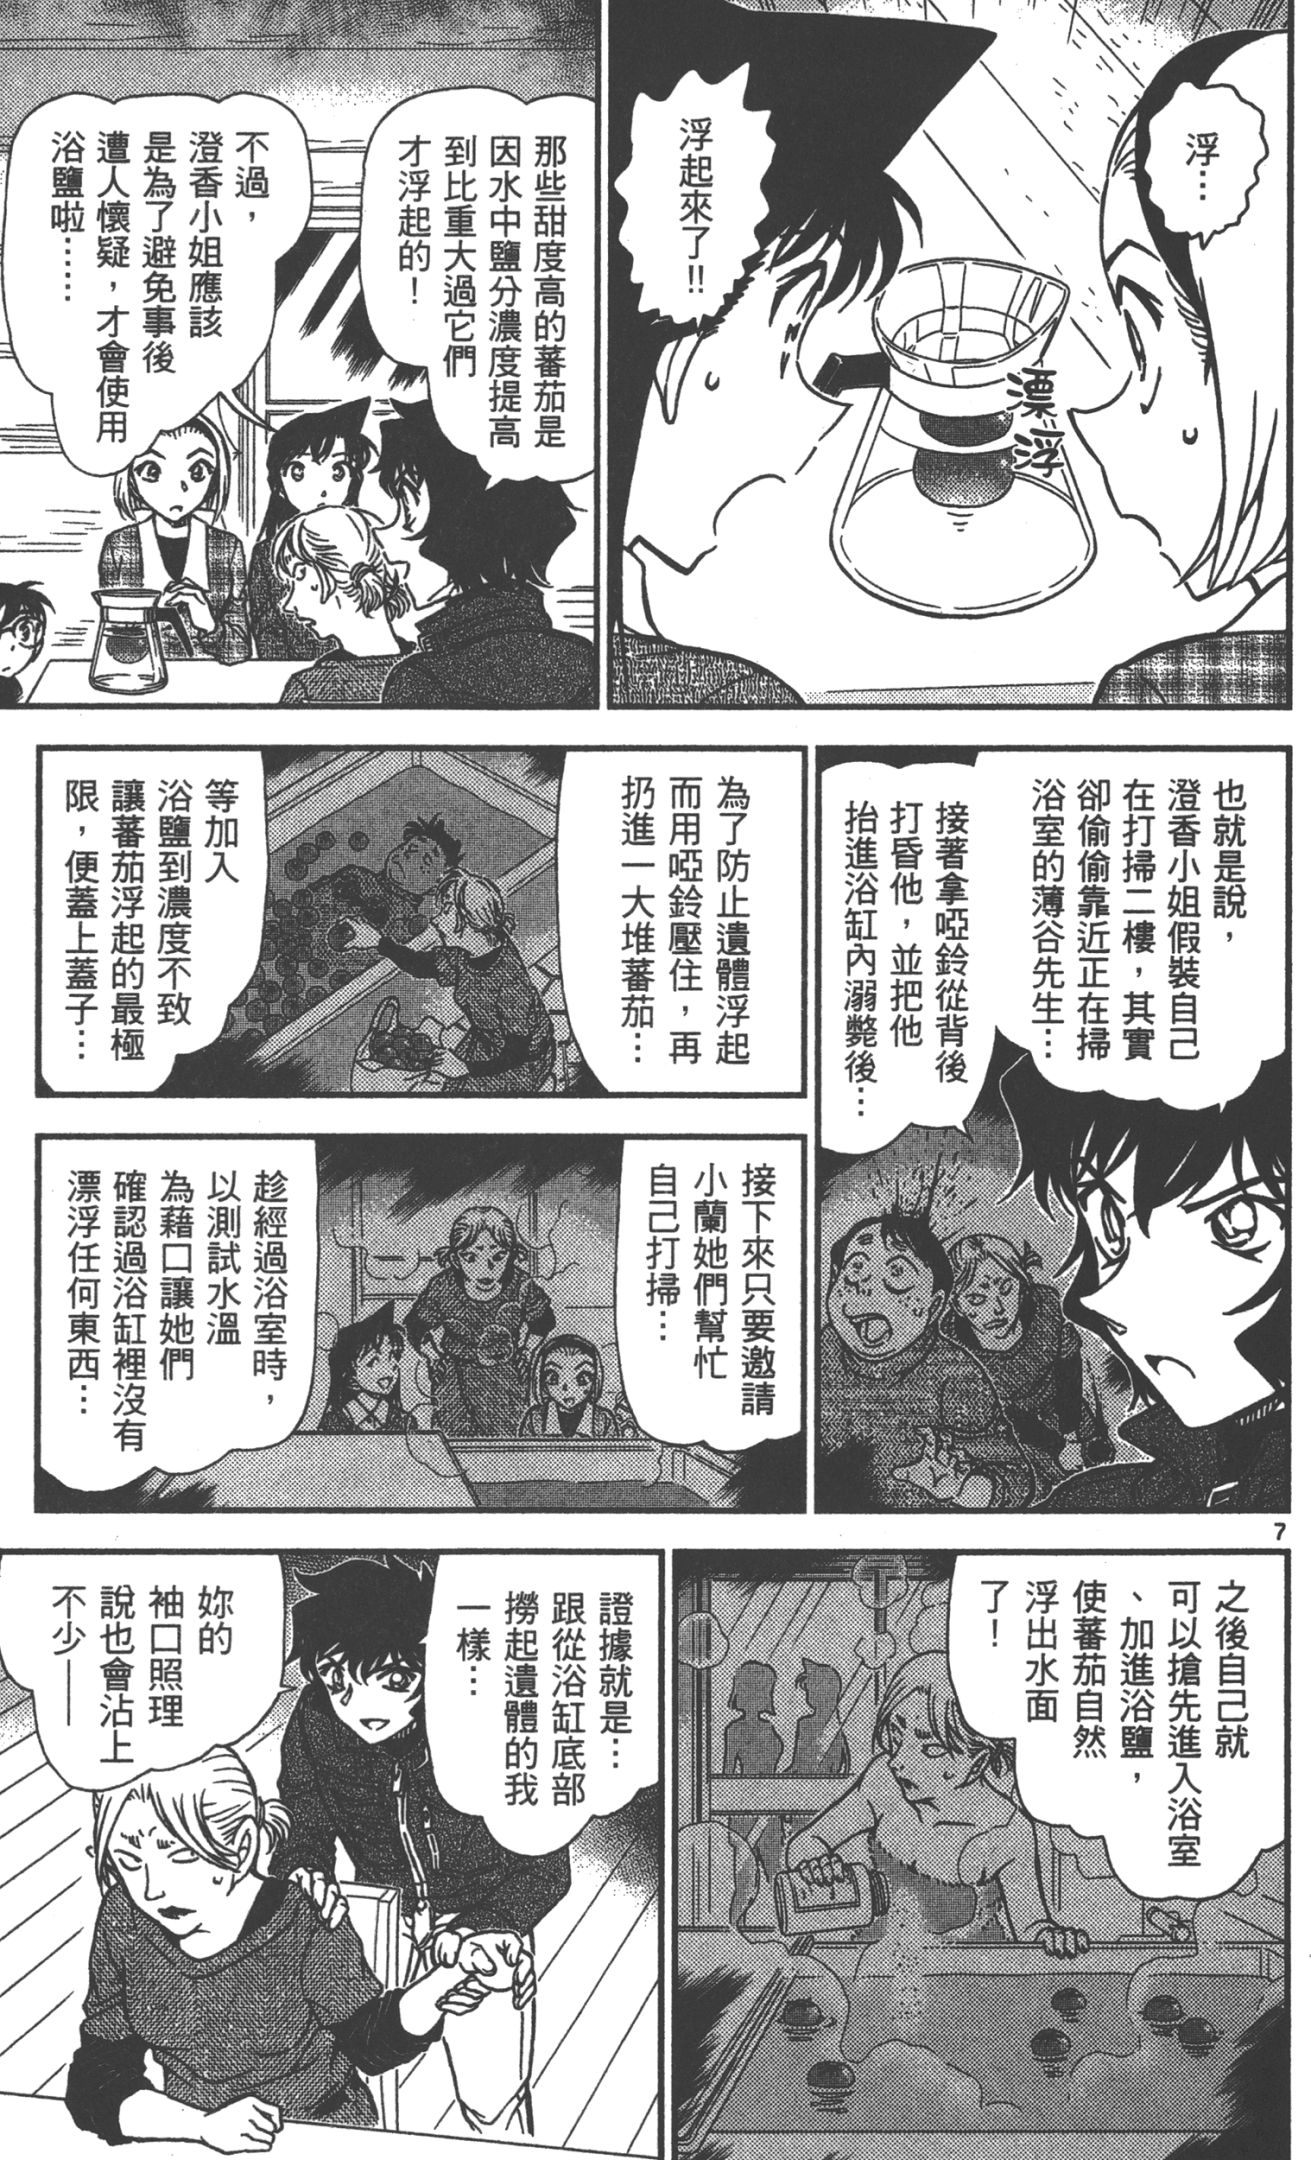 浮…
浮起來了!!
漂浮
那些甜度高的蕃茄是
因水中鹽分濃度提高
到比重大過它們
才浮起的！
不過，
澄香小姐應該
是為了避免事後
遭人懷疑，才會使用
浴鹽啦……
也就是說，
澄香小姐假裝自己
在打掃二樓，其實
卻偷偷靠近正在掃
浴室的薄谷先生…
接著拿啞鈴從背後
打昏他，並把他
抬進浴缸內溺斃後…
為了防止遺體浮起
而用啞鈴壓住，再
扔進一大堆蕃茄…
等加入
浴鹽到濃度不致
讓蕃茄浮起的最極
限，便蓋上蓋子…
接下來只要邀請
小蘭她們幫忙
自己打掃…
趁經過浴室時，
以測試水溫
為藉口讓她們
確認過浴缸裡沒有
漂浮任何東西…
7
之後自己就
可以搶先進入浴室
、加進浴鹽，
使蕃茄自然
浮出水面
了！
證據就是…
跟從浴缸底部
撈起遺體的我
一樣…
妳的
袖口照理
說也會沾上
不少——